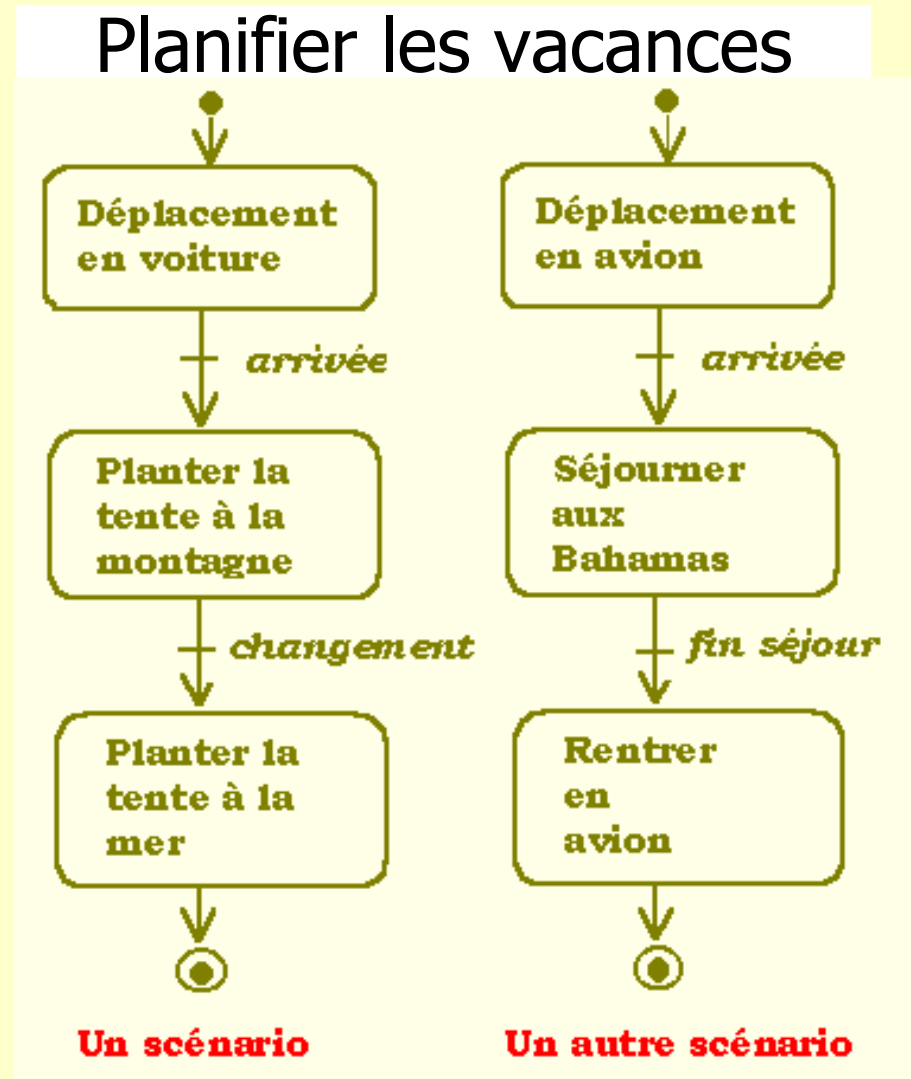 Planifier les vacances
Déplacement
en voiture
arrivée
Planter la
tente à la
montagne
changement
Planter la
tente à la
mer
Un scénario
Déplacement
en avion
arrivée
Séjourner
aux
Bahamas
fin séjour
Rentrer
en
avion
Un autre scénario